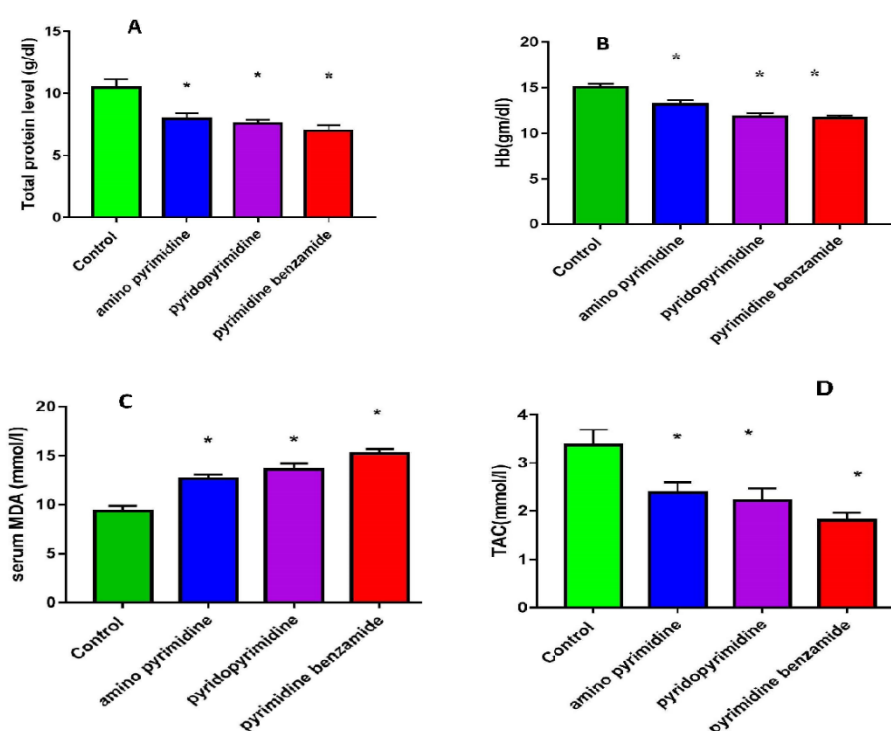 A
Total protein level (g/dl)
15
10
5
0
* * *
Control
amino pyrimidine
pyridopyrimidine
pyrimidine benzamide
B
Hb(gm/dl)
20
15
10
5
0
* * *
Control
amino pyrimidine
pyridopyrimidine
pyrimidine benzamide
C
serum MDA (mmol/l)
20
15
10
5
0
* * *
Control
amino pyrimidine
pyridopyrimidine
pyrimidine benzamide
D
TAC(mmol/l)
4
3
2
1
0
* * *
Control
amino pyrimidine
pyridopyrimidine
pyrimidine benzamide